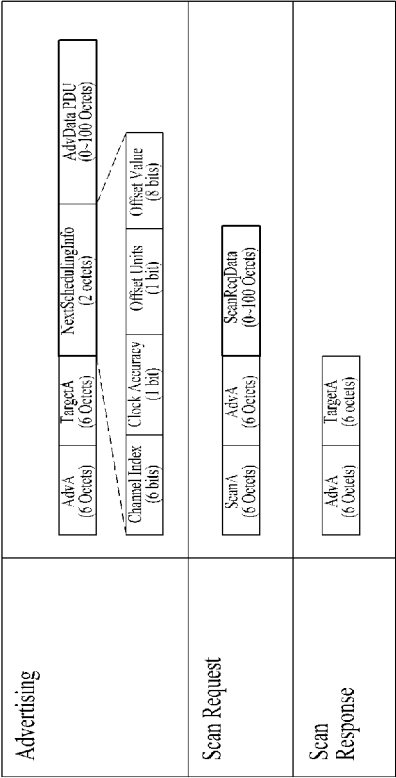 Advertising
AdvA
(6 Octets)
TargetA
(6 Octets)
NextSchedulingInfo
(2 octets)
AdvData PDU
(0~100 Octets)
Channel Index
(6 bits)
Clock Accuracy
(1 bit)
Offset Units
(1 bit)
Offset Value
(8 bits)
Scan Request
ScanA
(6 Octets)
AdvA
(6 Octets)
ScanReqData
(0~100 Octets)
Scan
Response
AdvA
(6 Octets)
TargetA
(6 octets)